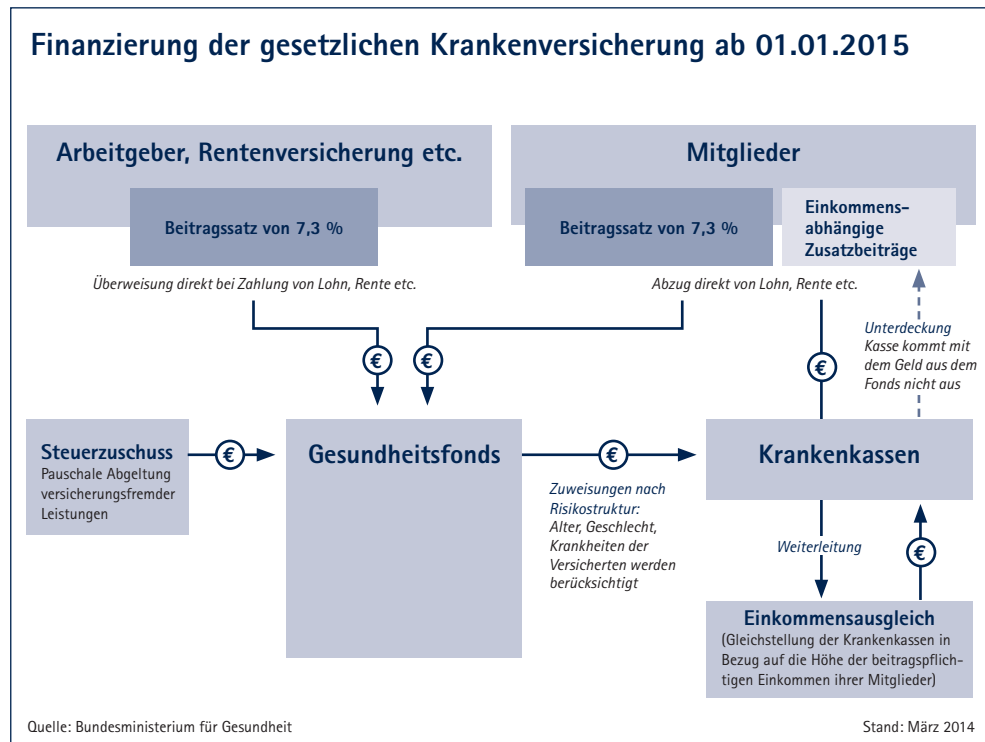 Finanzierung der gesetzlichen Krankenversicherung ab 01.01.2015
Arbeitgeber, Rentenversicherung etc.
Beitragssatz von 7,3 %
Überweisung direkt bei Zahlung von Lohn, Rente etc.
Mitglieder
Beitragssatz von 7,3 %
Einkommens-
abhängige
Zusatzbeiträge
Abzug direkt von Lohn, Rente etc.
Unterdeckung
Kasse kommt mit
dem Geld aus dem
Fonds nicht aus
€
€
€
Steuerzuschuss
Pauschale Abgeltung
versicherungsfremder
Leistungen
€
Gesundheitsfonds
€
Zuweisungen nach
Risikostruktur:
Alter, Geschlecht,
Krankheiten der
Versicherten werden
berücksichtigt
Krankenkassen
Weiterleitung
€
Einkommensausgleich
(Gleichstellung der Krankenkassen in
Bezug auf die Höhe der beitragspflich-
tigen Einkommen ihrer Mitglieder)
Quelle: Bundesministerium für Gesundheit
Stand: März 2014